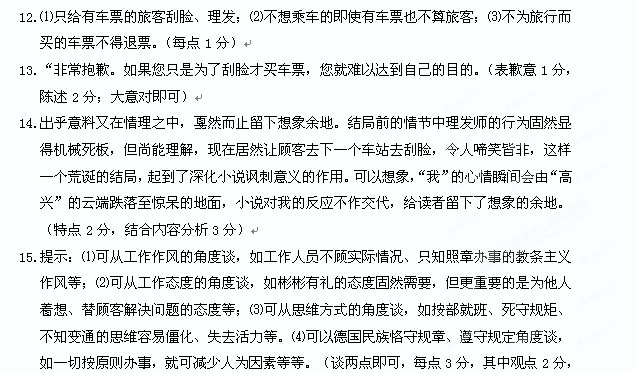 12.⑴只给有车票的旅客刮脸、理发；⑵不想乘车的即使有车票也不算旅客；⑶不为旅行而
买的车票不得退票。（每点 1 分）
13.“非常抱歉。如果您只是为了刮脸才买车票，您就难以达到自己的目的。（表歉意 1 分，
陈述 2 分；大意对即可）
14.出乎意料又在情理之中，戛然而止留下想象余地。结局前的情节中理发师的行为固然显
得机械死板，但尚能理解，现在居然让顾客去下一个车站去刮脸，令人啼笑皆非，这样
一个荒诞的结局，起到了深化小说讽刺意义的作用。可以想象，“我”的心情瞬间会由“高
兴”的云端跌落至惊呆的地面，小说对我的反应不作交代，给读者留下了想象的余地。
（特点 2 分，结合内容分析 3 分）
15.提示：⑴可从工作作风的角度谈，如工作人员不顾实际情况、只知照章办事的教条主义
作风等；⑵可从工作态度的角度谈，如彬彬有礼的态度固然需要，但更重要的是为他人
着想、替顾客解决问题的态度等；⑶可从思维方式的角度谈，如按部就班、死守规矩、
不知变通的思维容易僵化、失去活力等。⑷可以德国民族恪守规章、遵守规定角度谈，
如一切按原则办事，就可减少人为因素等等。（谈两点即可，每点 3 分，其中观点 2 分，